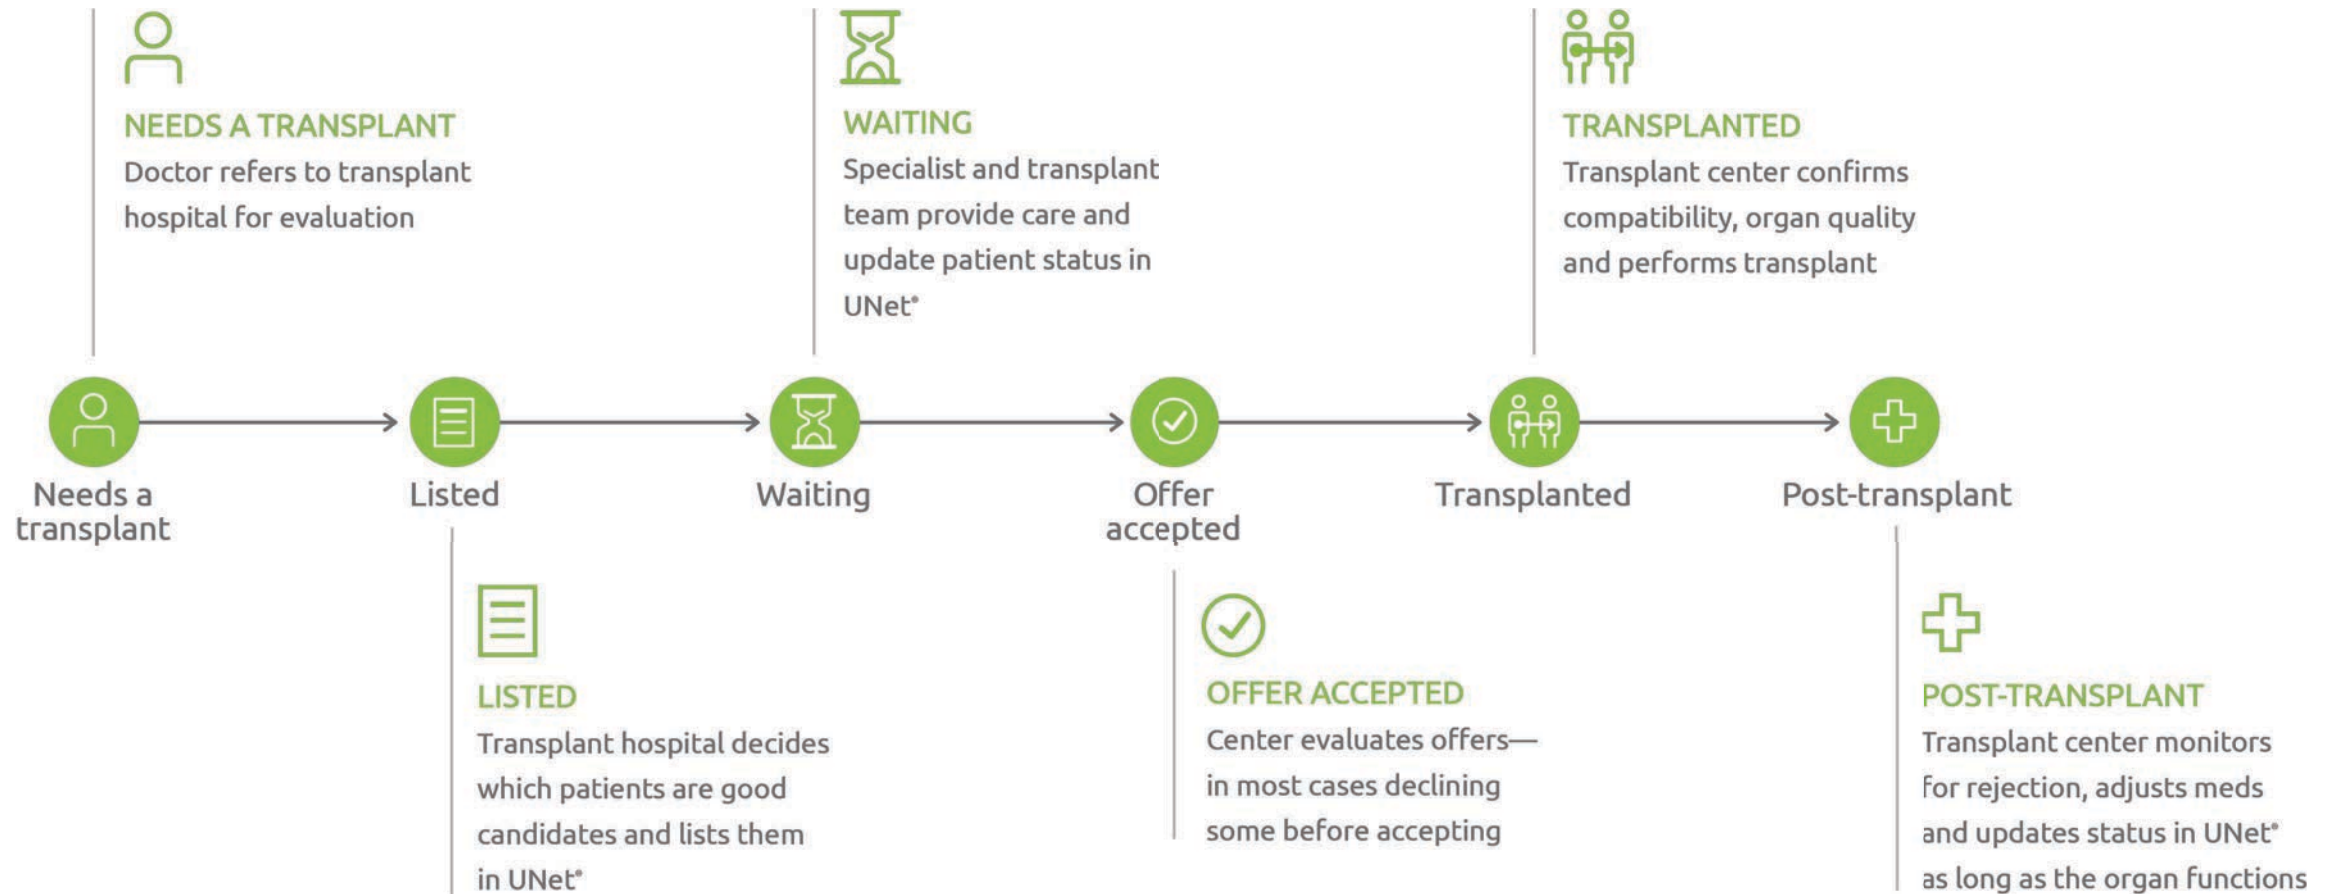 NEEDS A TRANSPLANT
Doctor refers to transplant
hospital for evaluation
WAITING
Specialist and transplant
team provide care and
update patient status in
UNet®
TRANSPLANTED
Transplant center confirms
compatibility, organ quality
and performs transplant
Needs a
transplant
Listed
Waiting
Offer
accepted
Transplanted
Post-transplant
LISTED
Transplant hospital decides
which patients are good
candidates and lists them
in UNet®
OFFER ACCEPTED
Center evaluates offers—
in most cases declining
some before accepting
POST-TRANSPLANT
Transplant center monitors
for rejection, adjusts meds
and updates status in UNet®
as long as the organ functions